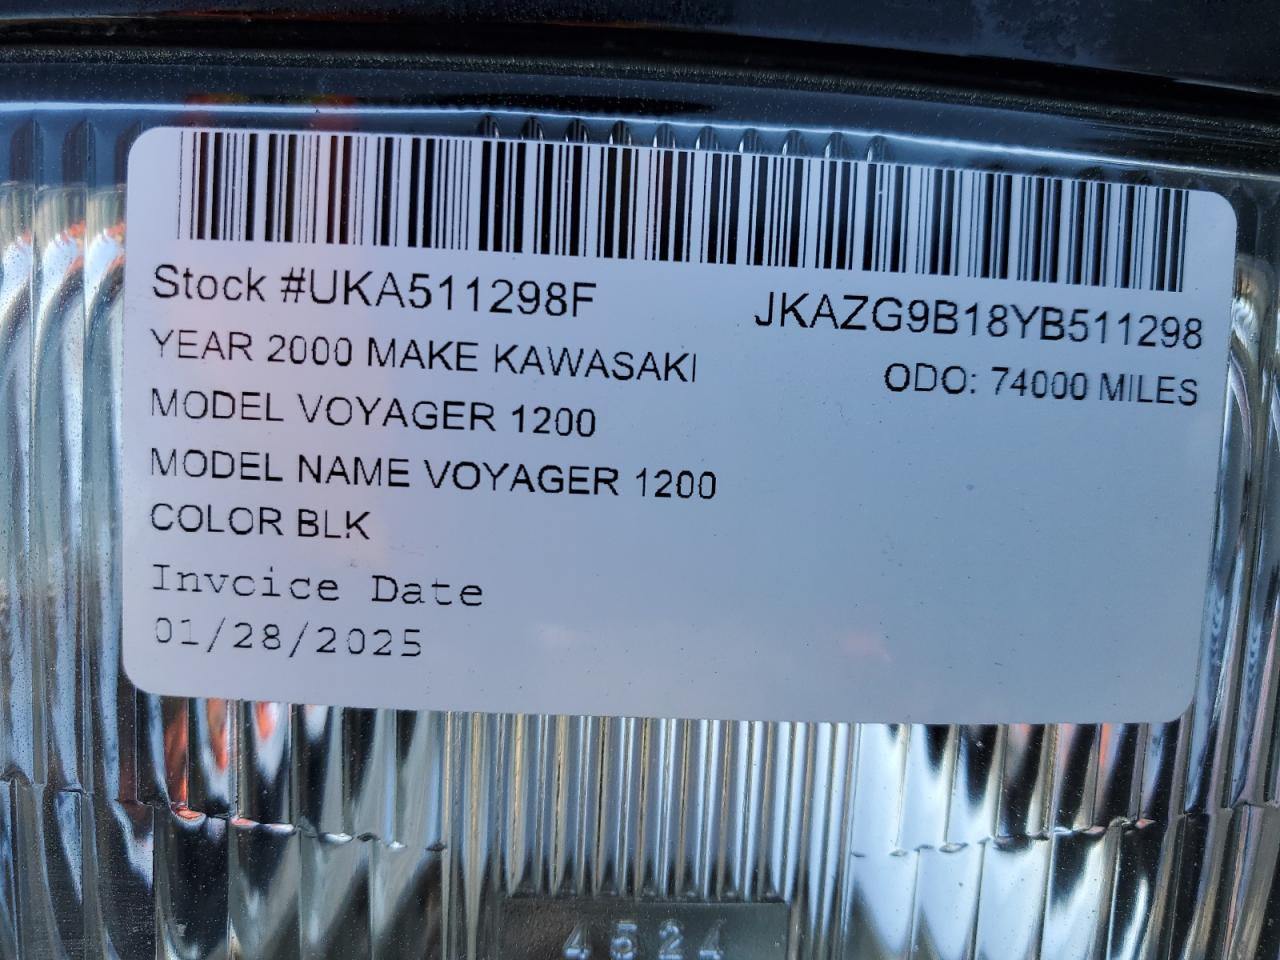 Stock #UKA511298F
JKAZG9B18YB511298
YEAR 2000 MAKE KAWASAKI
ODO: 74000 MILES
MODEL VOYAGER 1200
MODEL NAME VOYAGER 1200
COLOR BLK
Invoice Date
01/28/2025